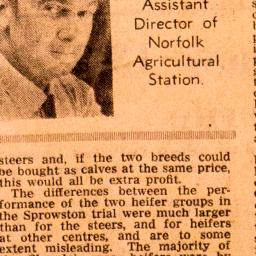 Assistant
Director of
Norfolk
Agricultural
Station.
steers and, if the two breeds could
be bought as calves at the same price,
this would all be extra profit.
The differences between the per-
formance of the two heifer groups in
the Sprowston trial were much larger
than for the steers, and for heifers
at other centres, and are to some
extent misleading. The majority of
heifers were by